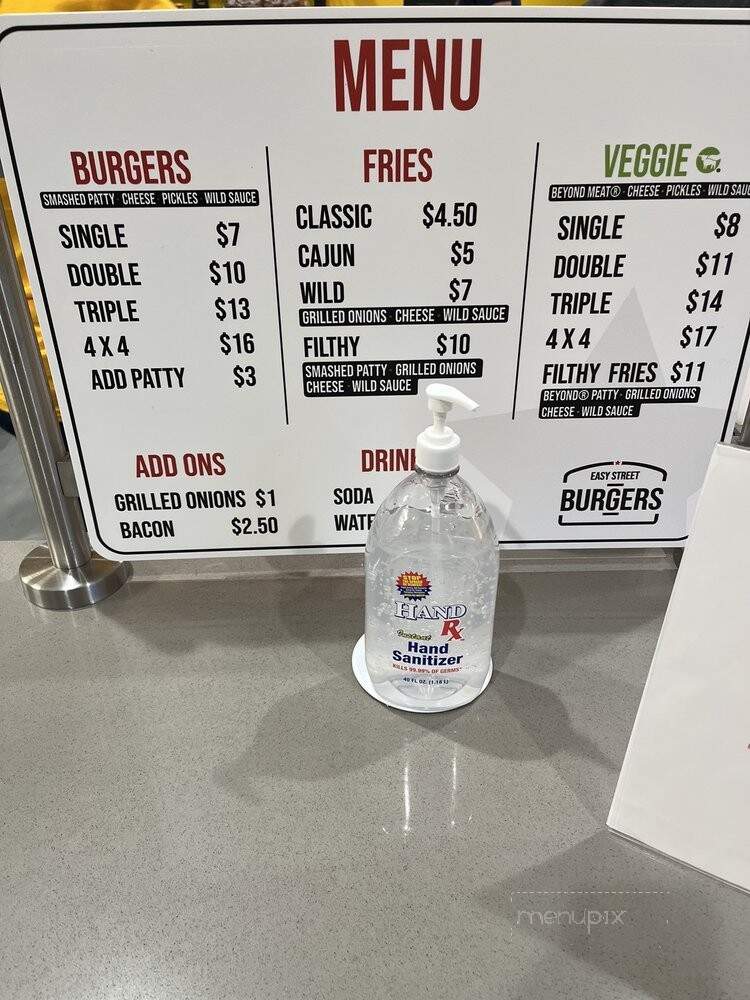 MENU
BURGERS
SMASHED PATTY · CHEESE · PICKLES · WILD SAUCE
SINGLE $7
DOUBLE $10
TRIPLE $13
4 X 4 $16
ADD PATTY $3
FRIES
CLASSIC $4.50
CAJUN $5
WILD $7
GRILLED ONIONS · CHEESE · WILD SAUCE
FILTHY $10
SMASHED PATTY · GRILLED ONIONS
CHEESE · WILD SAUCE
VEGGIE
BEYOND MEAT® · CHEESE · PICKLES · WILD SAU
SINGLE $8
DOUBLE $11
TRIPLE $14
4 X 4 $17
FILTHY FRIES $11
BEYOND® PATTY · GRILLED ONIONS
CHEESE · WILD SAUCE
ADD ONS
GRILLED ONIONS $1
BACON $2.50
DRIN
SODA
WATE
EASY STREET
BURGERS
STOP
HAND
Rx
Instant
Hand
Sanitizer
KILLS 99.99% OF GERMS*
40 FL OZ. (1.18 L)
menupix